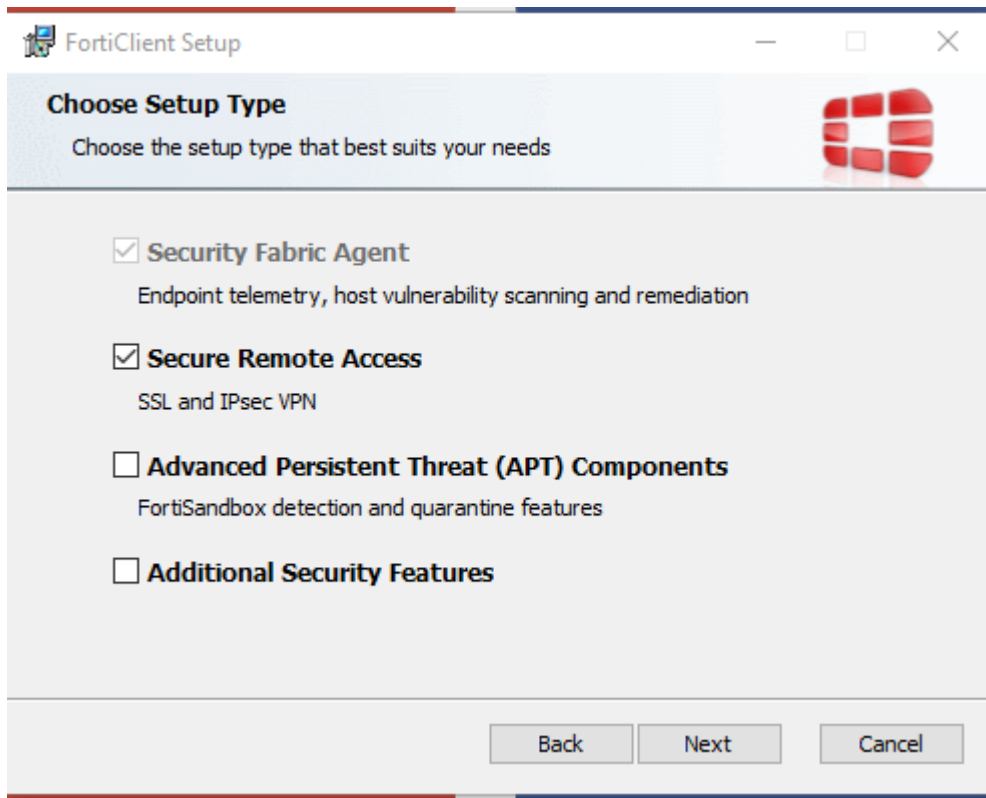 FortiClient Setup
Choose Setup Type
Choose the setup type that best suits your needs
Security Fabric Agent
Endpoint telemetry, host vulnerability scanning and remediation
Secure Remote Access
SSL and IPsec VPN
Advanced Persistent Threat (APT) Components
FortiSandbox detection and quarantine features
Additional Security Features
Back Next Cancel